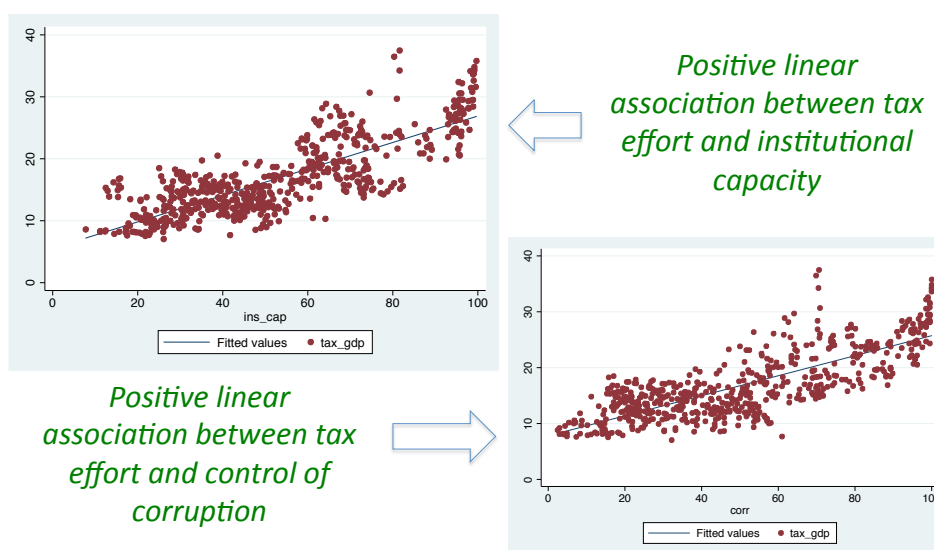 40
30
20
10
0
0 20 40 60 80 100
ins_cap
Fitted values tax_gdp
Positive linear
association between tax
effort and institutional
capacity
Positive linear
association between tax
effort and control of
corruption
40
30
20
10
0
0 20 40 60 80 10
corr
Fitted values tax_gdp